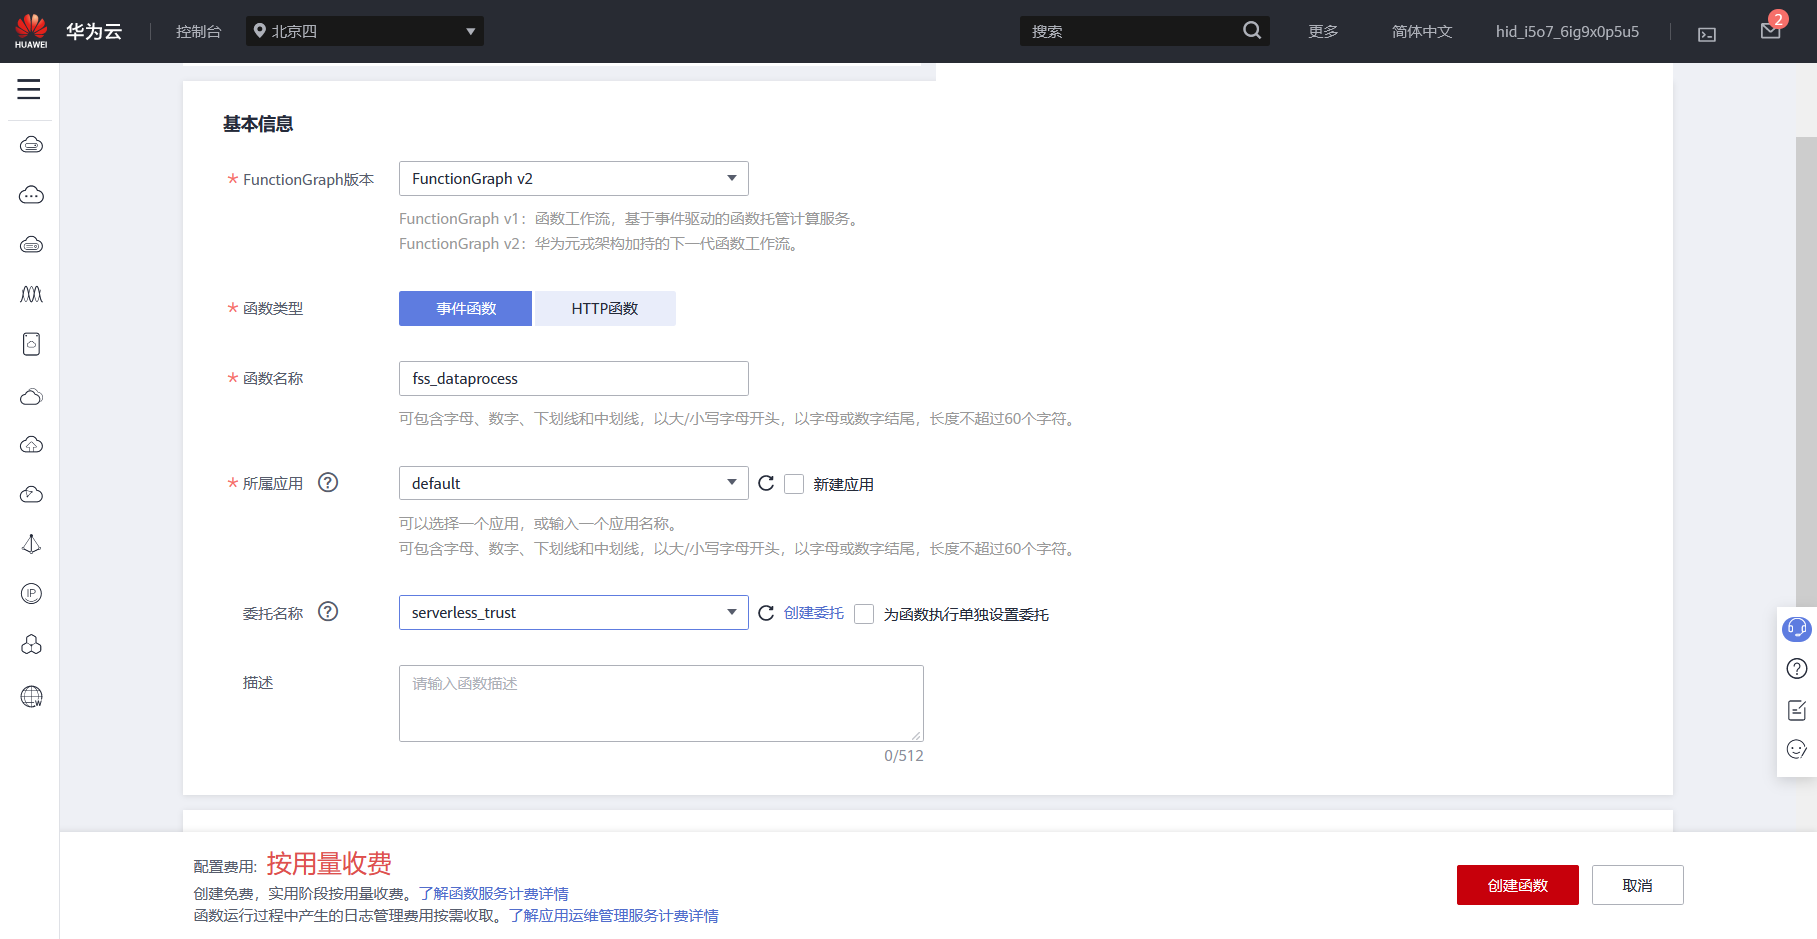 HUAWEI
华为云
控制台
北京四
搜索
更多
简体中文
hid_i5o7_6ig9x0p5u5
2
基本信息
* FunctionGraph版本
FunctionGraph v2
FunctionGraph v1：函数工作流，基于事件驱动的函数托管计算服务。
FunctionGraph v2：华为元戎架构加持的下一代函数工作流。
* 函数类型
事件函数
HTTP函数
* 函数名称
fss_dataprocess
可包含字母、数字、下划线和中划线，以大/小写字母开头，以字母或数字结尾，长度不超过60个字符。
* 所属应用
default
新建应用
可以选择一个应用，或输入一个应用名称。
可包含字母、数字、下划线和中划线，以大/小写字母开头，以字母或数字结尾，长度不超过60个字符。
委托名称
serverless_trust
创建委托
为函数执行单独设置委托
描述
请输入函数描述
0/512
IP
W
配置费用: 按用量收费
创建免费，实用阶段按用量收费。了解函数服务计费详情
函数运行过程中产生的日志管理费用按需收取。了解应用运维管理服务计费详情
创建函数
取消